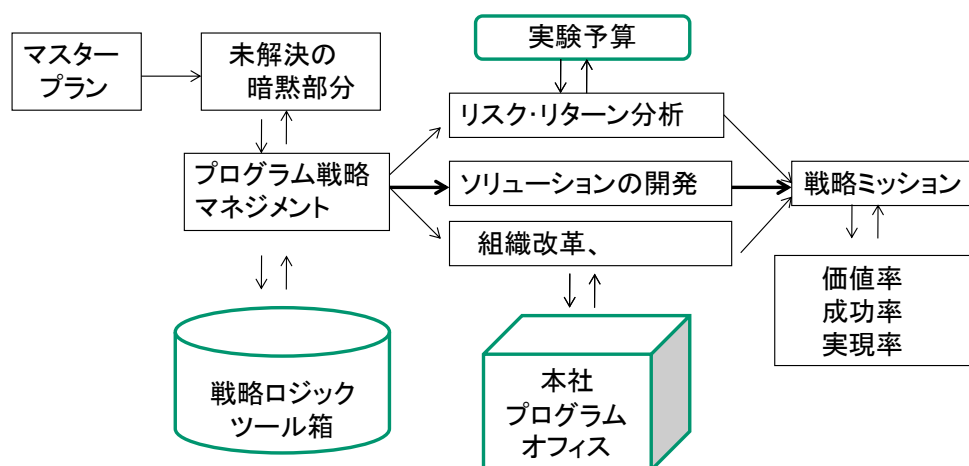 マスター
プラン
未解決の
暗黙部分
実験予算
リスク・リターン分析
プログラム戦略
マネジメント
ソリューションの開発
戦略ミッション
組織改革、
価値率
成功率
実現率
戦略ロジック
ツール箱
本社
プログラム
オフィス